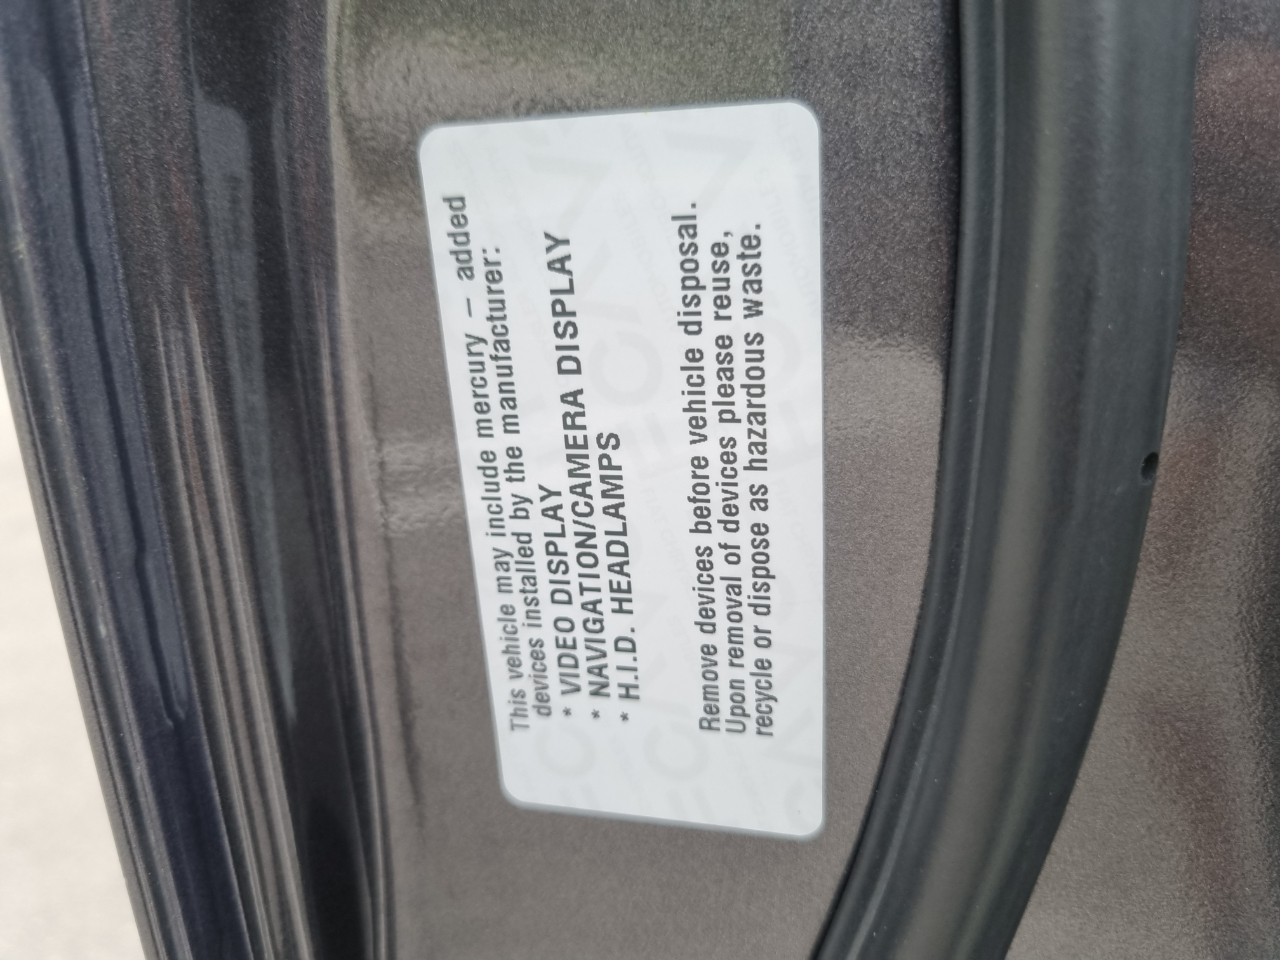 This vehicle may include mercury – added
devices installed by the manufacturer:
* VIDEO DISPLAY
* NAVIGATION/CAMERA DISPLAY
* H.I.D. HEADLAMPS
Remove devices before vehicle disposal.
Upon removal of devices please reuse,
recycle or dispose as hazardous waste.